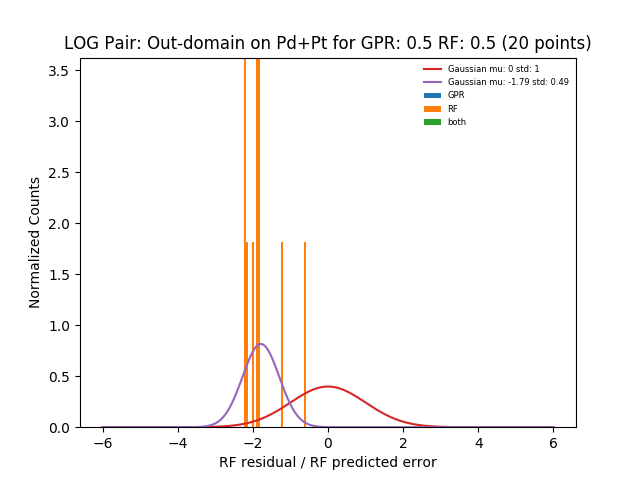 LOG Pair: Out-domain on Pd+Pt for GPR: 0.5 RF: 0.5 (20 points)
Gaussian mu: 0 std: 1
Gaussian mu: -1.79 std: 0.49
GPR
RF
both
Normalized Counts
3.5
3.0
2.5
2.0
1.5
1.0
0.5
0.0
−6 −4 −2 0 2 4 6
RF residual / RF predicted error